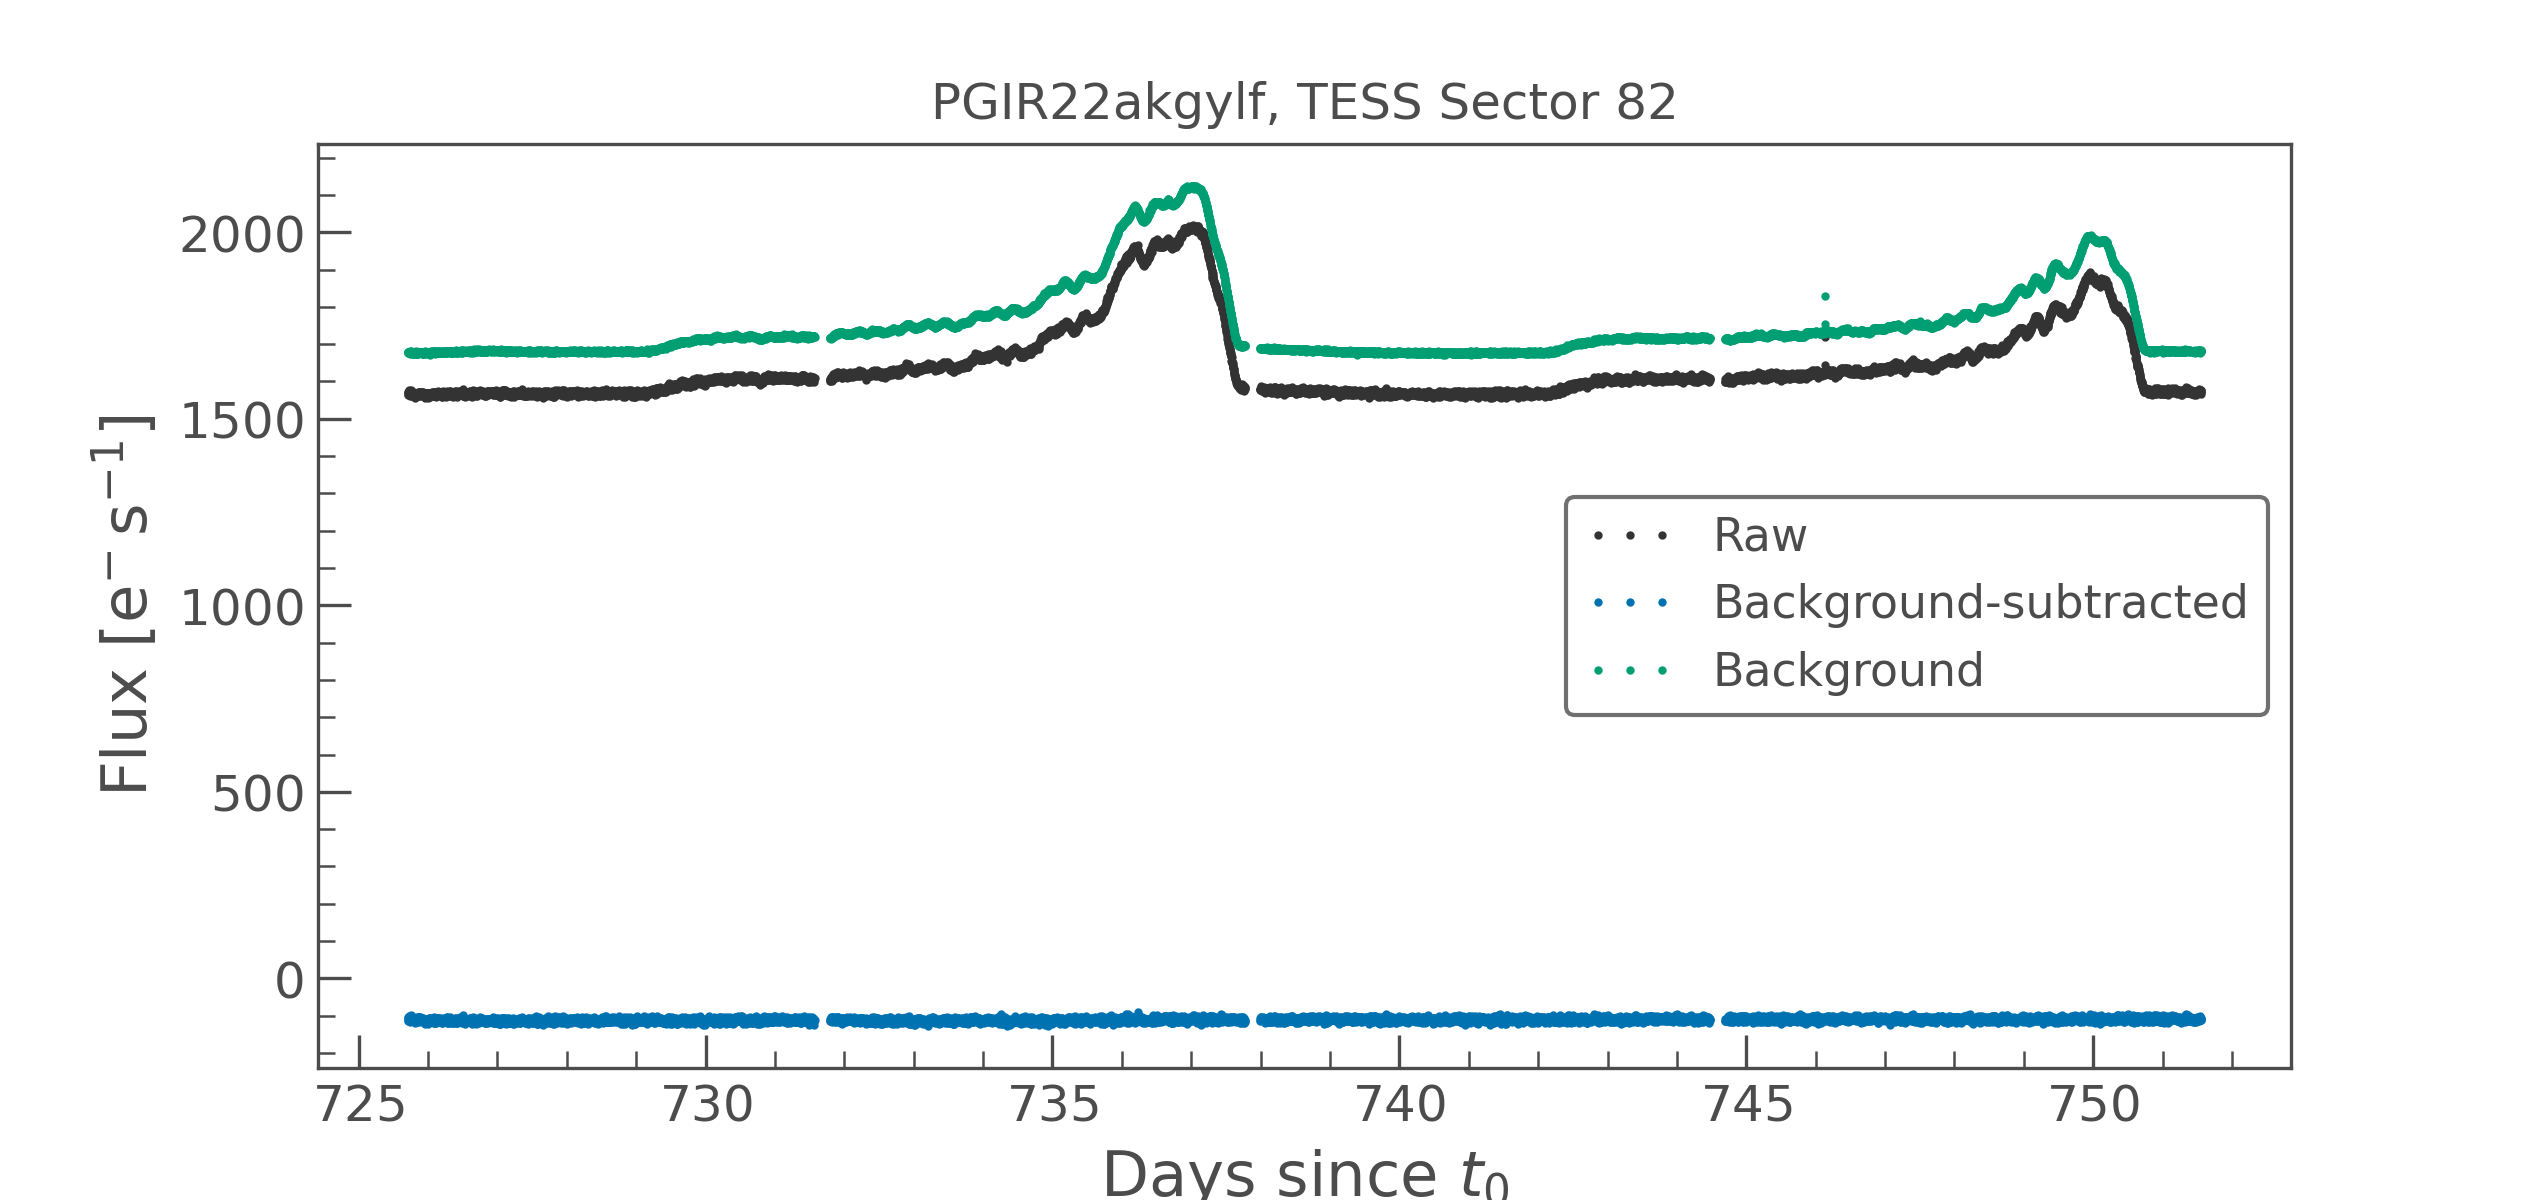 PGIR22akgylf, TESS Sector 82
Flux [e⁻ s⁻¹]
2000
1500
1000
500
0
Raw
Background-subtracted
Background
725 730 735 740 745 750
Days since t₀